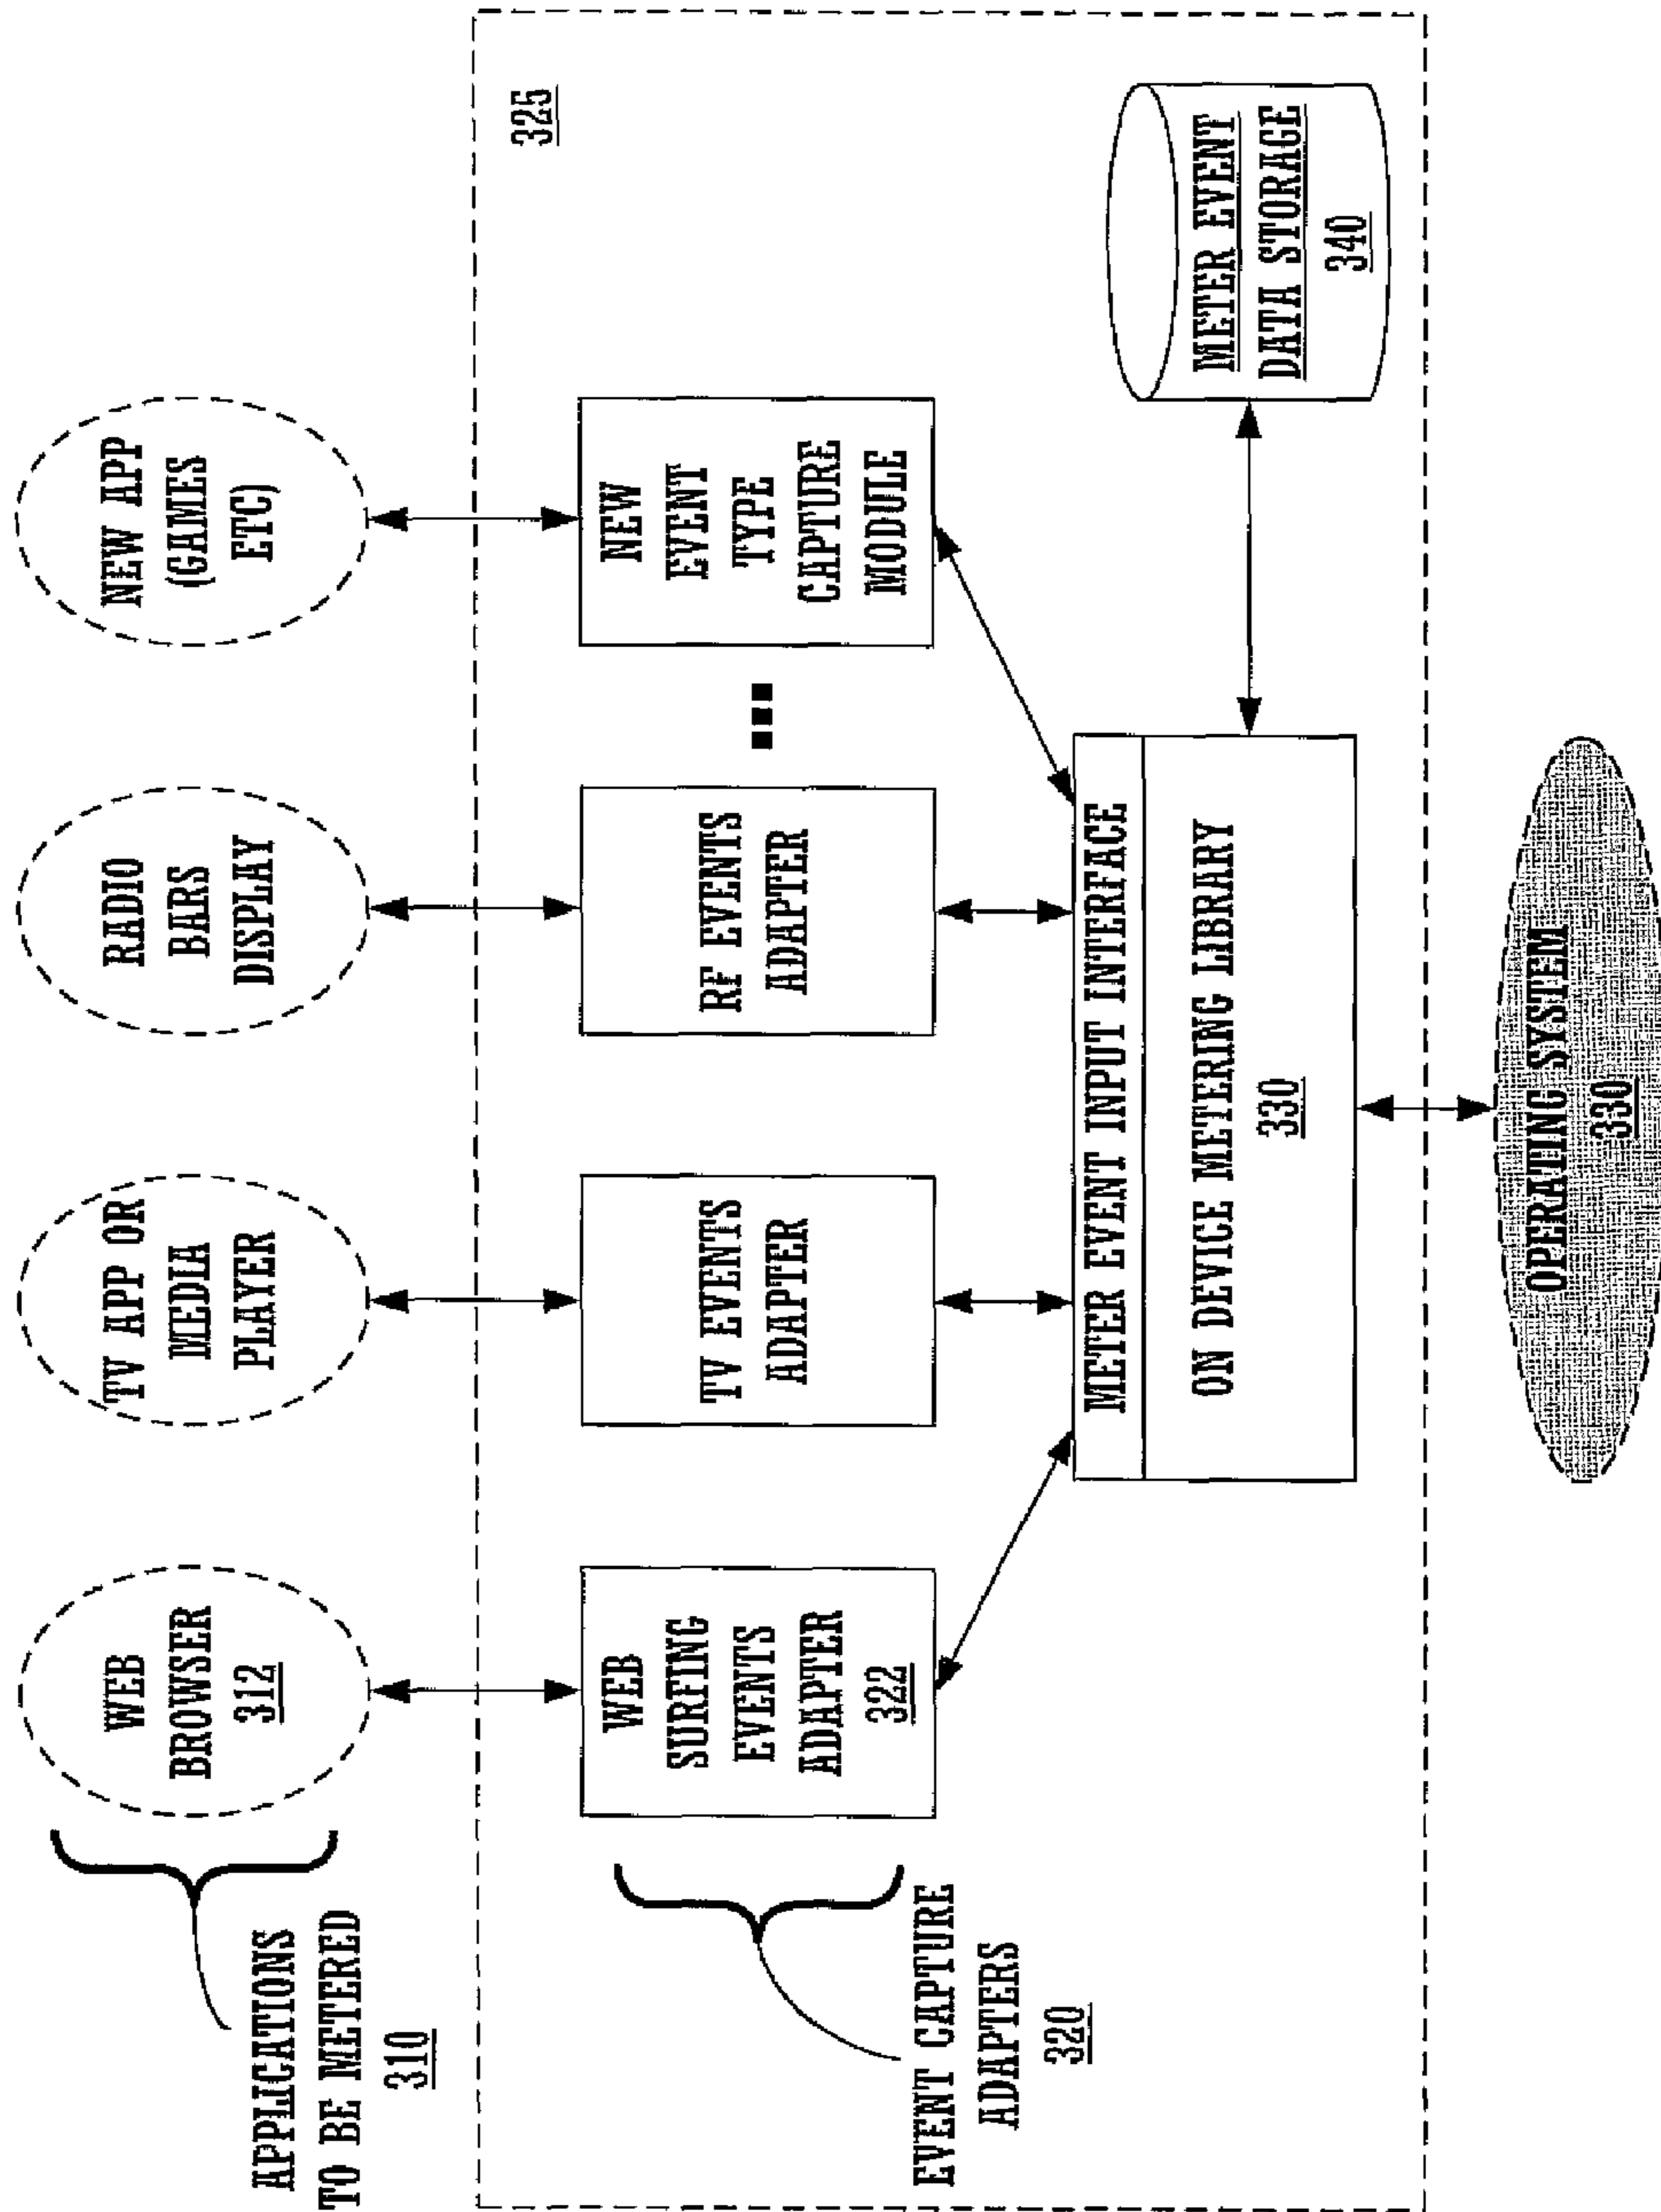 APPLICATIONS
TO BE METERED
310
WEB
BROWSER
312
TV APP OR
MEDIA
PLAYER
RADIO
BARS
DISPLAY
NEW APP
(GAMES
ETC)
325
EVENT CAPTURE
ADAPTERS
320
WEB
SURFING
EVENTS
ADAPTER
322
TV EVENTS
ADAPTER
RF EVENTS
ADAPTER
NEW
EVENT
TYPE
CAPTURE
MODULE
METER EVENT INPUT INTERFACE
ON DEVICE METERING LIBRARY
330
METER EVENT
DATA STORAGE
340
OPERATING SYSTEM
330